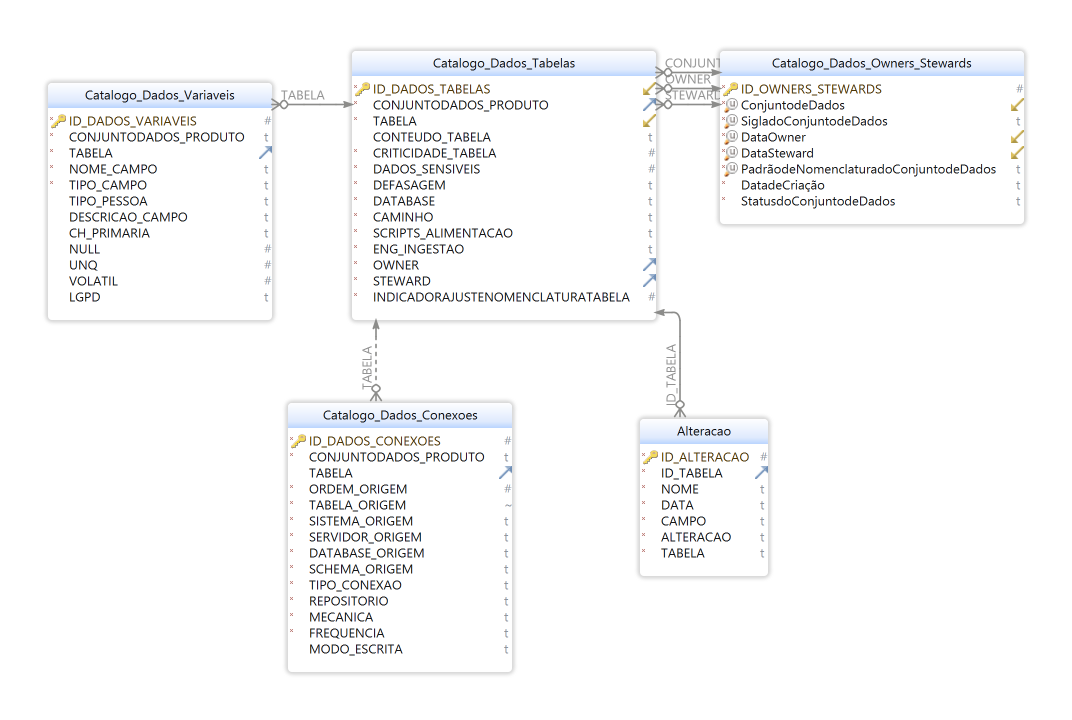 Catalogo_Dados_Variaveis
ID_DADOS_VARIAVEIS #
CONJUNTODADOS_PRODUTO t
TABELA
NOME_CAMPO t
TIPO_CAMPO t
TIPO_PESSOA t
DESCRICAO_CAMPO t
CH_PRIMARIA t
NULL #
UNQ #
VOLATIL #
LGPD t
TABELA
Catalogo_Dados_Tabelas
ID_DADOS_TABELAS
CONJUNTODADOS_PRODUTO
TABELA
CONTEUDO_TABELA t
CRITICIDADE_TABELA #
DADOS_SENSIVEIS #
DEFASAGEM t
DATABASE t
CAMINHO t
SCRIPTS_ALIMENTACAO t
ENG_INGESTAO t
OWNER
STEWARD
INDICADORAJUSTENOMENCLATURATABELA #
CONJUNT
OWNER
STEWARD
Catalogo_Dados_Owners_Stewards
ID_OWNERS_STEWARDS #
ConjuntodeDados
SigladoConjuntodeDados t
DataOwner
DataSteward
PadrãodeNomenclaturadoConjuntodeDados t
DatadeCriação t
StatusdoConjuntodeDados t
TABELA
Catalogo_Dados_Conexoes
ID_DADOS_CONEXOES #
CONJUNTODADOS_PRODUTO t
TABELA
ORDEM_ORIGEM #
TABELA_ORIGEM ~
SISTEMA_ORIGEM t
SERVIDOR_ORIGEM t
DATABASE_ORIGEM t
SCHEMA_ORIGEM t
TIPO_CONEXAO t
REPOSITORIO t
MECANICA t
FREQUENCIA t
MODO_ESCRITA t
ID_TABELA
Alteracao
ID_ALTERACAO #
ID_TABELA
NOME t
DATA t
CAMPO t
ALTERACAO t
TABELA t